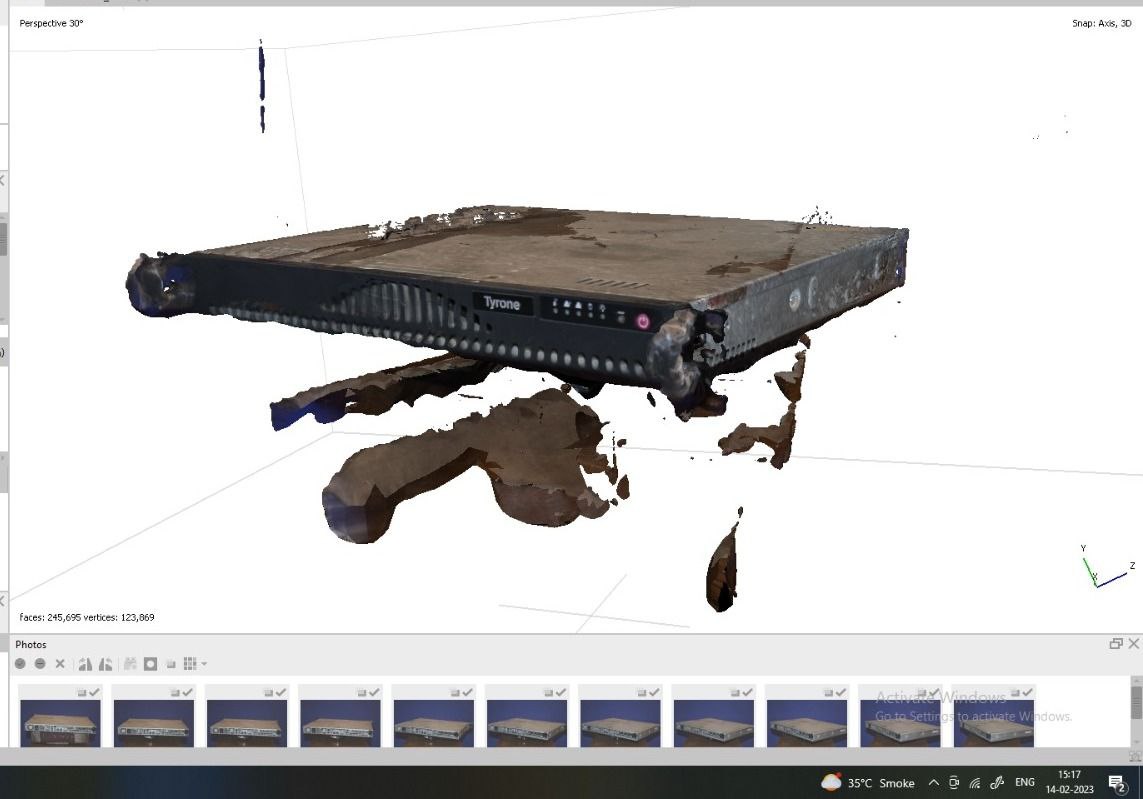 Perspective 30°
Snap: Axis, 3D
Tyrone
Y
Z
X
faces: 245,695 vertices: 123,869
Photos
Activate Windows
Go to Settings to activate Windows.
35°C Smoke
ENG
15:17
14-02-2023
2